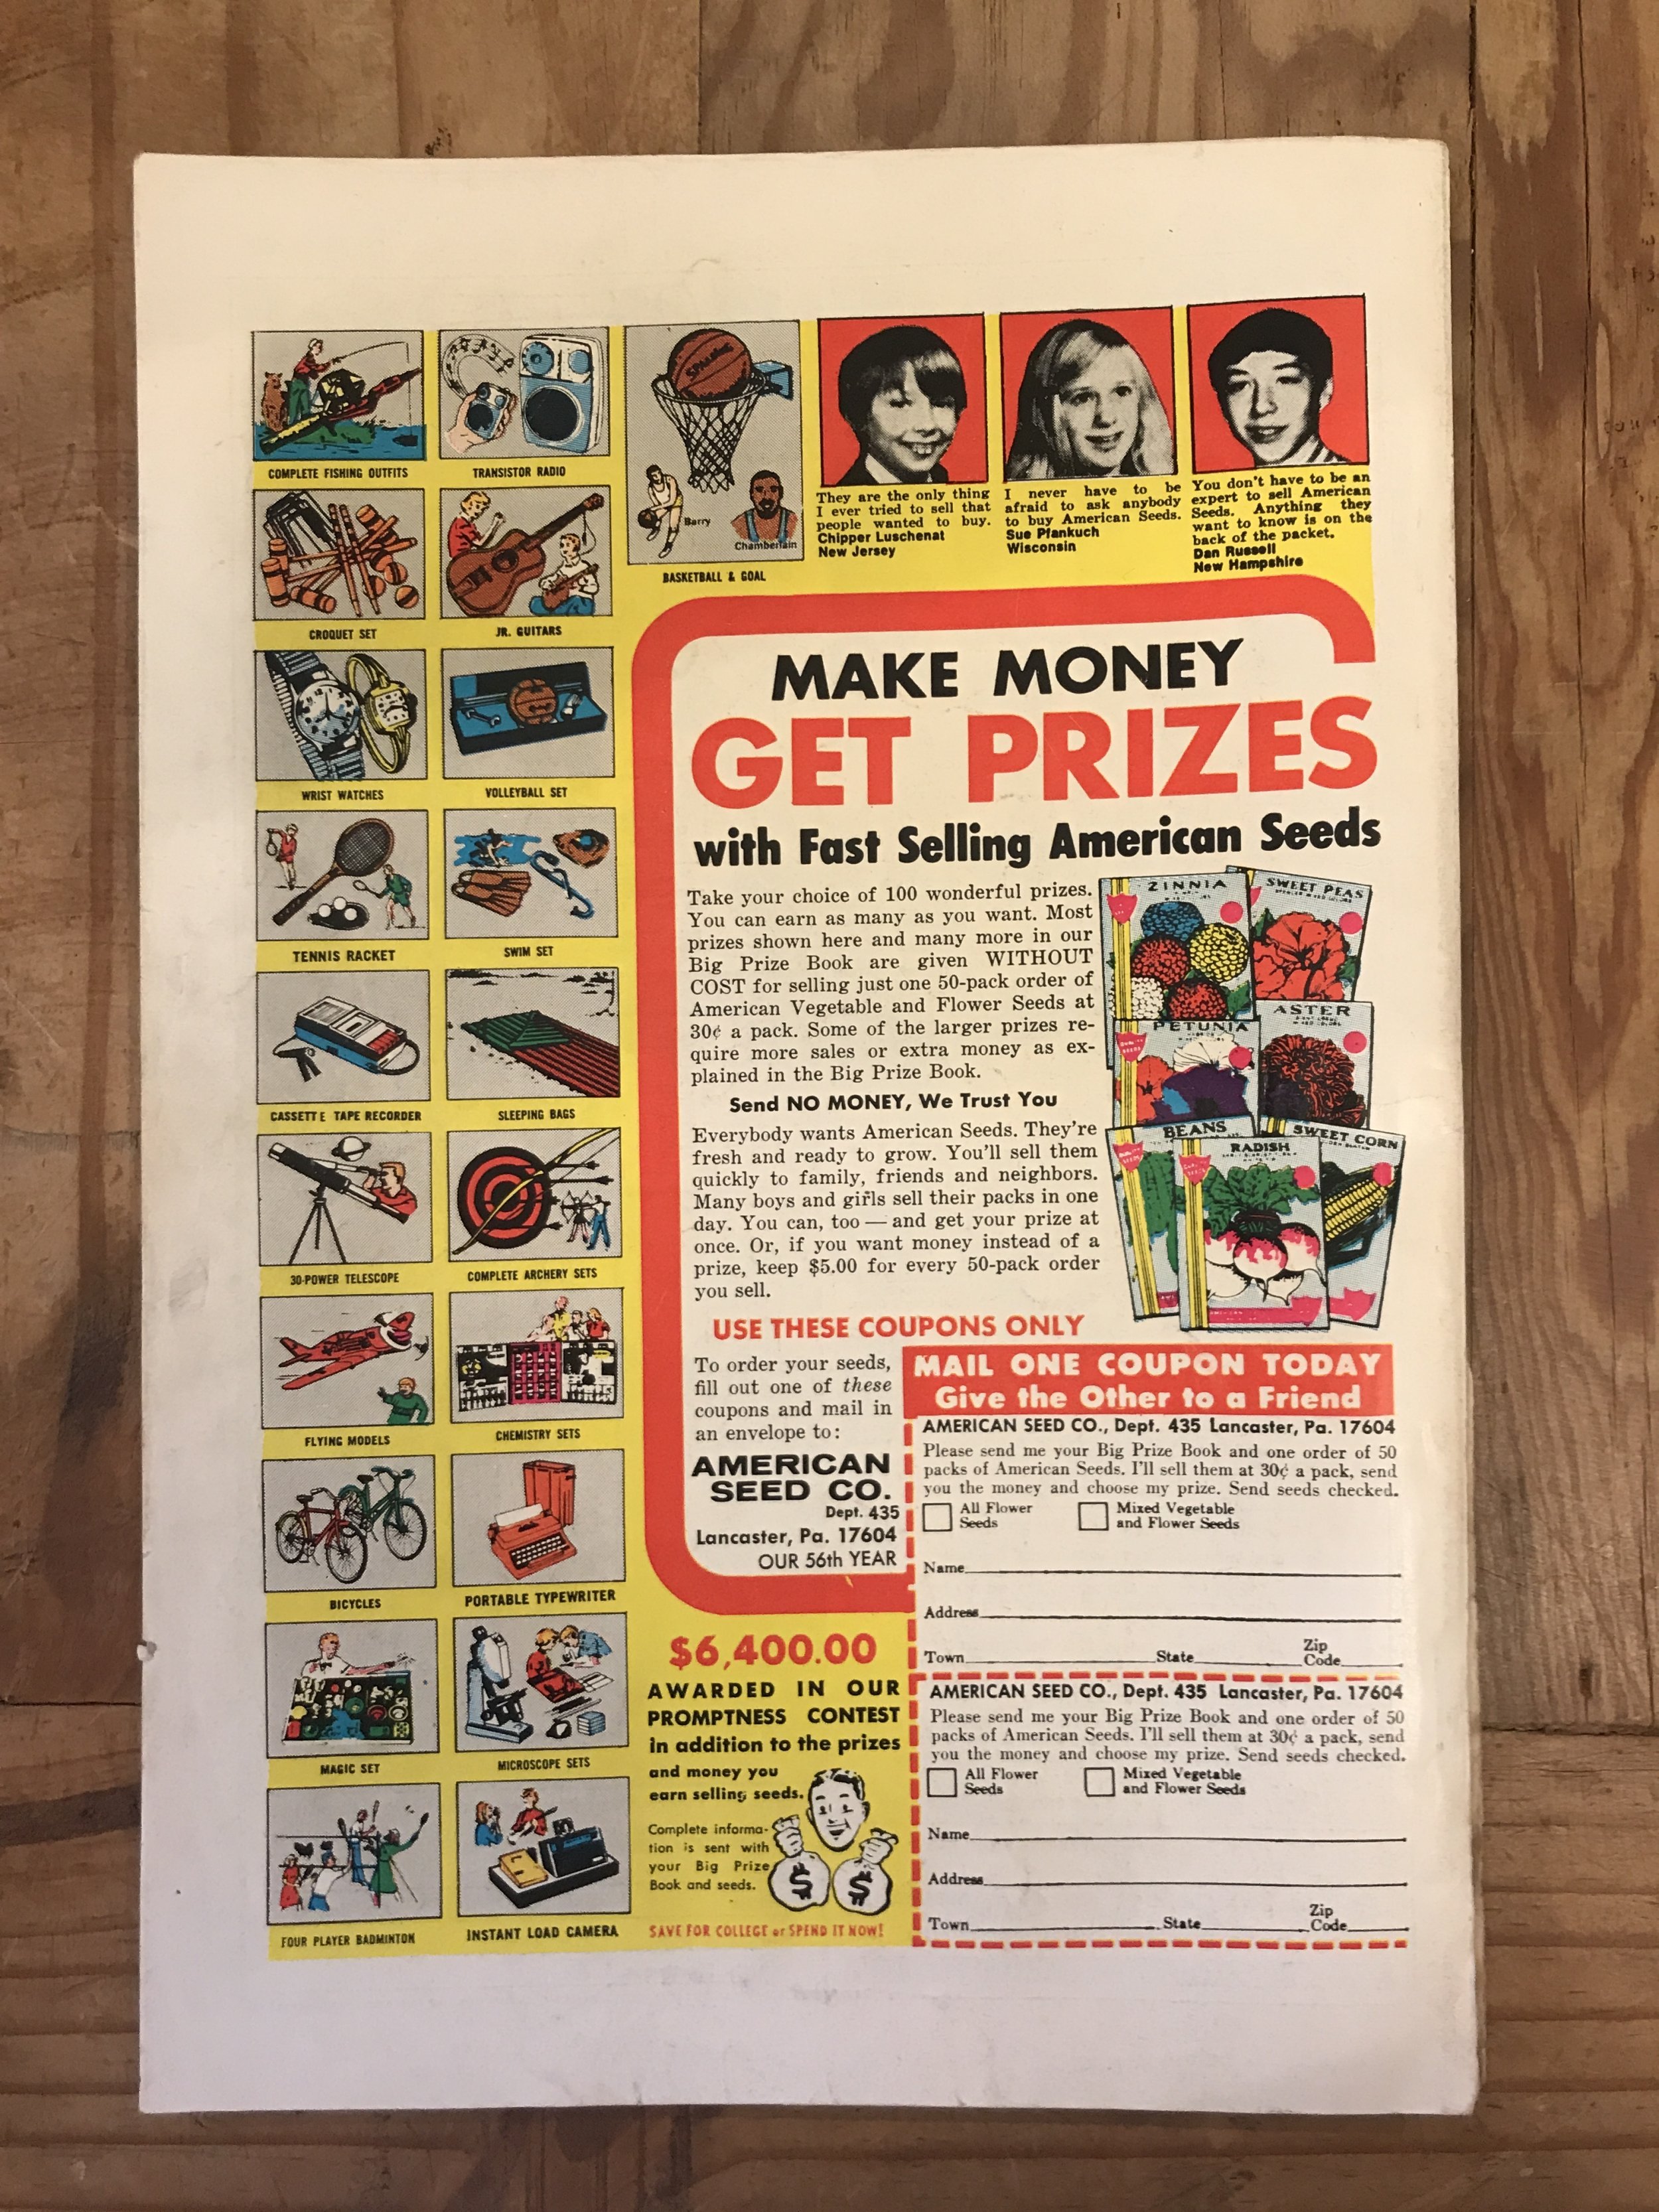 COMPLETE FISHING OUTFITS
TRANSISTOR RADIO
CROQUET SET
JR. GUITARS
WRIST WATCHES
VOLLEYBALL SET
TENNIS RACKET
SWIM SET
CASSETTE TAPE RECORDER
SLEEPING BAGS
30-POWER TELESCOPE
COMPLETE ARCHERY SETS
FLYING MODELS
CHEMISTRY SETS
BICYCLES
PORTABLE TYPEWRITER
MAGIC SET
MICROSCOPE SETS
FOUR PLAYER BADMINTON
INSTANT LOAD CAMERA
SPALDING
Barry
Chamberlain
BASKETBALL & GOAL
They are the only thing
I ever tried to sell that
people wanted to buy.
Chipper Luschenat
New Jersey
I never have to be
afraid to ask anybody
to buy American Seeds.
Sue Pfankuch
Wisconsin
You don't have to be an
expert to sell American
Seeds. Anything they
want to know is on the
back of the packet.
Dan Russell
New Hampshire
MAKE MONEY
GET PRIZES
with Fast Selling American Seeds
Take your choice of 100 wonderful prizes.
You can earn as many as you want. Most
prizes shown here and many more in our
Big Prize Book are given WITHOUT
COST for selling just one 50-pack order of
American Vegetable and Flower Seeds at
30¢ a pack. Some of the larger prizes re-
quire more sales or extra money as ex-
plained in the Big Prize Book.
Send NO MONEY, We Trust You
Everybody wants American Seeds. They're
fresh and ready to grow. You'll sell them
quickly to family, friends and neighbors.
Many boys and girls sell their packs in one
day. You can, too — and get your prize at
once. Or, if you want money instead of a
prize, keep $5.00 for every 50-pack order
you sell.
ZINNIA
SWEET PEAS
PETUNIA
ASTER
BEANS
RADISH
SWEET CORN
USE THESE COUPONS ONLY
To order your seeds,
fill out one of these
coupons and mail in
an envelope to:
AMERICAN
SEED CO.
Dept. 435
Lancaster, Pa. 17604
OUR 56th YEAR
$6,400.00
AWARDED IN OUR
PROMPTNESS CONTEST
in addition to the prizes
and money you
earn selling seeds.
Complete informa-
tion is sent with
your Big Prize
Book and seeds.
$ $
SAVE FOR COLLEGE or SPEND IT NOW!
MAIL ONE COUPON TODAY
Give the Other to a Friend
AMERICAN SEED CO., Dept. 435 Lancaster, Pa. 17604
Please send me your Big Prize Book and one order of 50
packs of American Seeds. I'll sell them at 30¢ a pack, send
you the money and choose my prize. Send seeds checked.
All Flower Seeds
Mixed Vegetable and Flower Seeds
Name
Address
Town State Zip Code
AMERICAN SEED CO., Dept. 435 Lancaster, Pa. 17604
Please send me your Big Prize Book and one order of 50
packs of American Seeds. I'll sell them at 30¢ a pack, send
you the money and choose my prize. Send seeds checked.
All Flower Seeds
Mixed Vegetable and Flower Seeds
Name
Address
Town State Zip Code